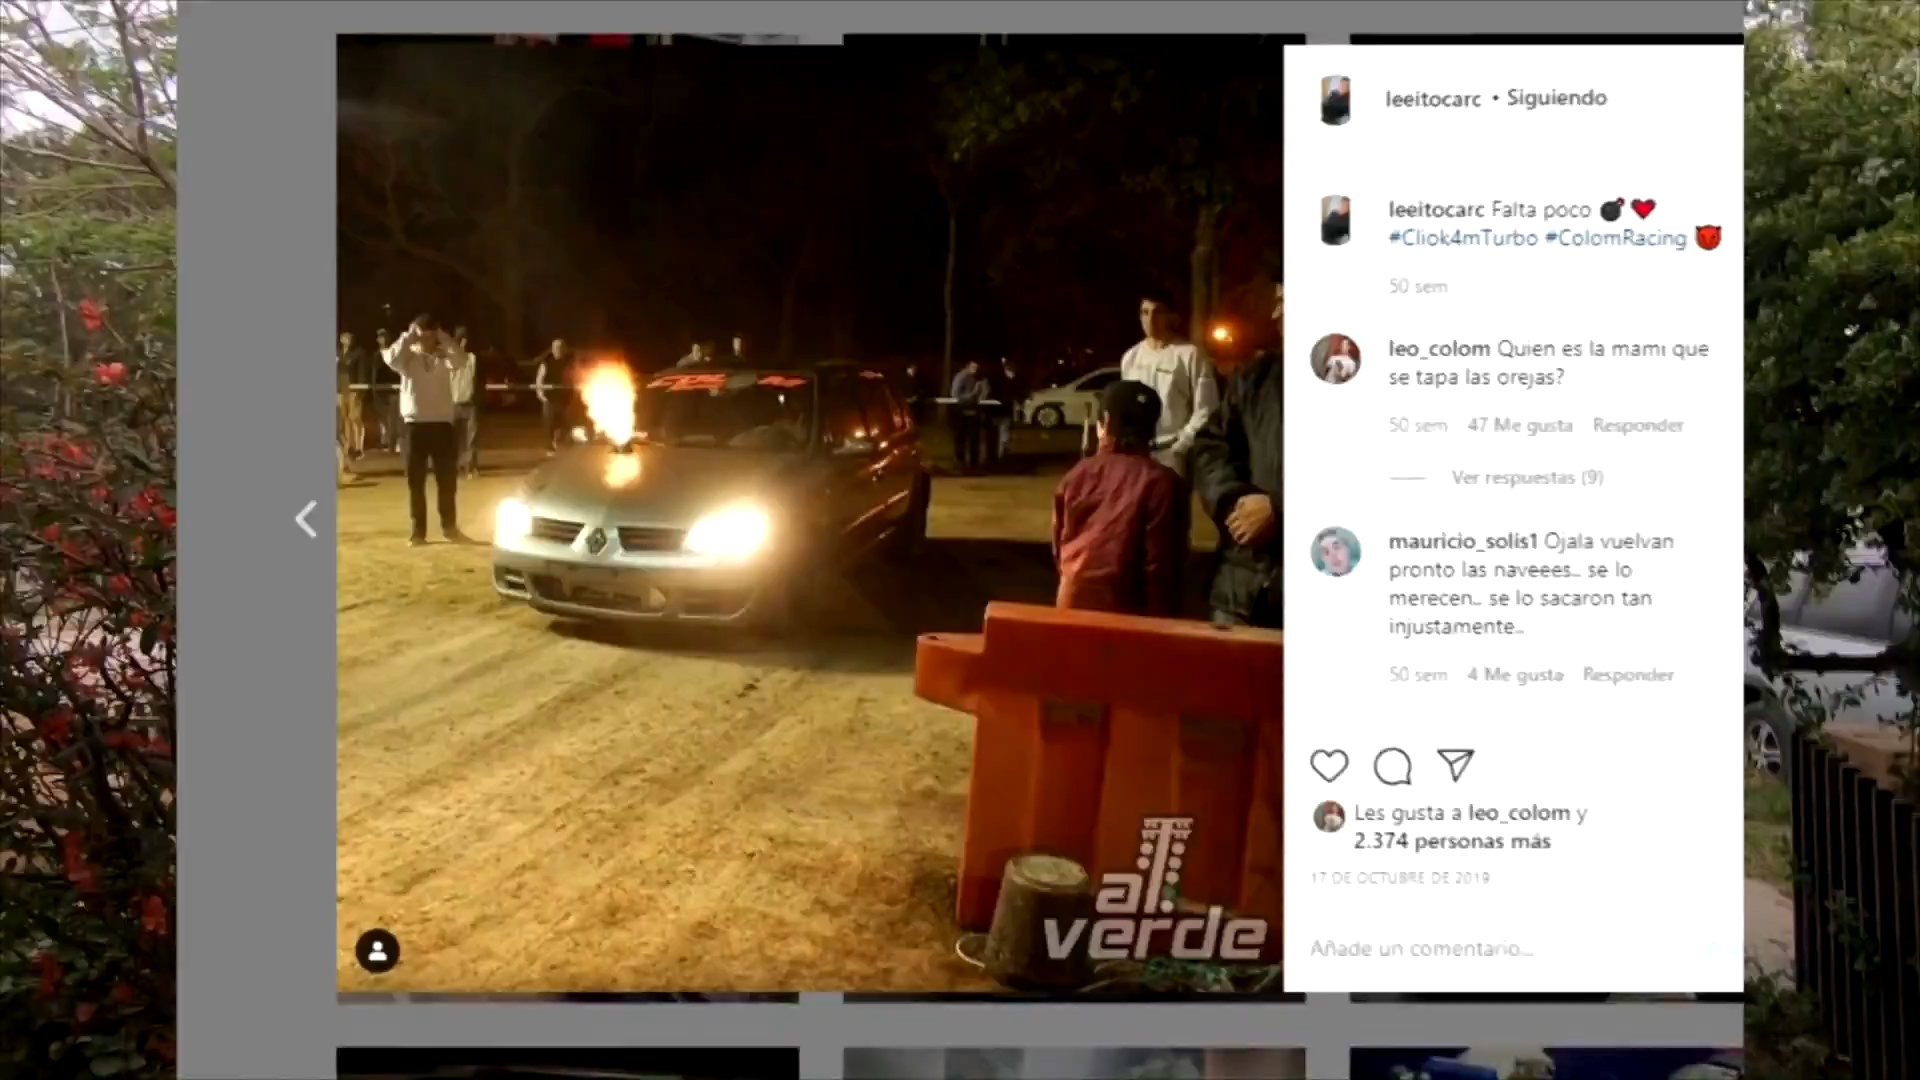 leeitocarc • Siguiendo
leeitocarc Falta poco 💣❤️
#Cliok4mTurbo #ColomRacing 😈
50 sem
leo_colom Quien es la mami que
se tapa las orejas?
50 sem 47 Me gusta Responder
Ver respuestas (9)
mauricio_solis1 Ojala vuelvan
pronto las naveees.. se lo
merecen.. se lo sacaron tan
injustamente..
50 sem 4 Me gusta Responder
Les gusta a leo_colom y
2.374 personas más
17 DE OCTUBRE DE 2019
Añade un comentario...
al
verde